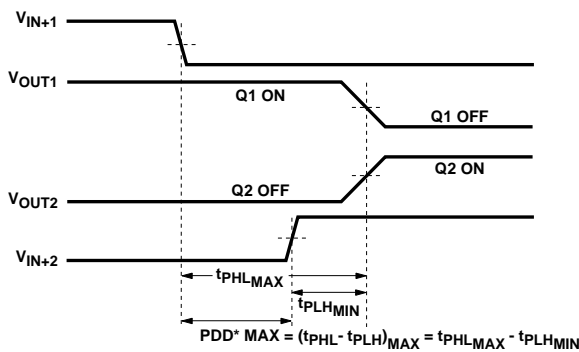 VIN+1
VOUT1
Q1 ON
Q1 OFF
Q2 ON
Q2 OFF
VOUT2
VIN+2
tPHLMAX
tPLHMIN
PDD* MAX = (tPHL- tPLH)MAX = tPHLMAX - tPLHMIN